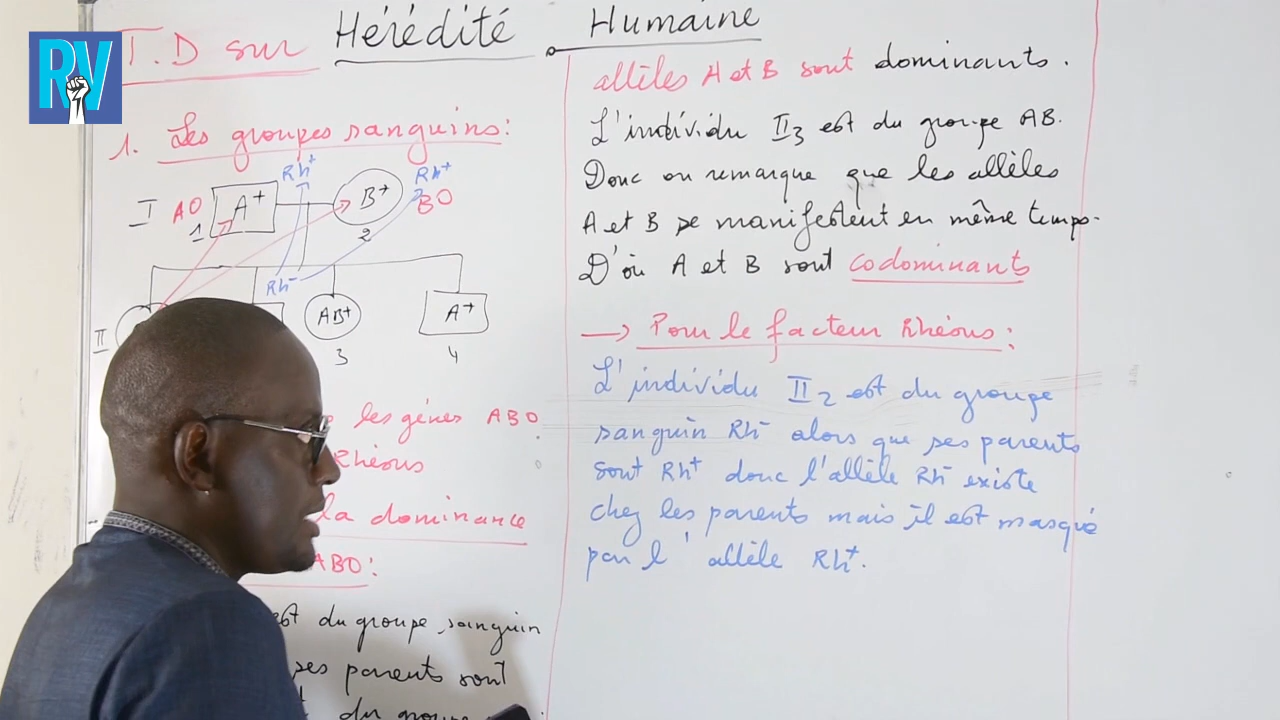 RV
T.D sur Hérédité Humaine
1. Les groupes sanguins:
Rh+ Rh+
I AO A+ B+ BO
1 2
Rh-
II AB+ A+
3 4
les gènes ABO
Rhésus
la dominance
ABO:
est du groupe sanguin
ses parents sont
du groupe
allèles A et B sont dominants.
L'individu II3 est du groupe AB.
Donc on remarque que les allèles
A et B se manifestent en même temps.
D'où A et B sont codominants
→ Pour le facteur Rhésus:
L'individu II2 est du groupe
sanguin Rh- alors que ses parents
sont Rh+ donc l'allèle Rh- existe
chez les parents mais il est masqué
par l'allèle Rh+.